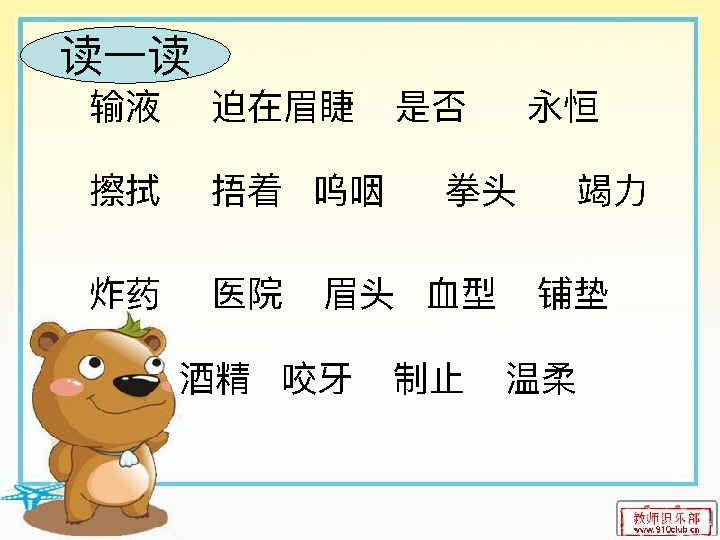 读一读
输液 迫在眉睫 是否 永恒
擦拭 捂着 呜咽 拳头 竭力
炸药 医院 眉头 血型 铺垫
酒精 咬牙 制止 温柔
教师俱乐部
www.910club.cn